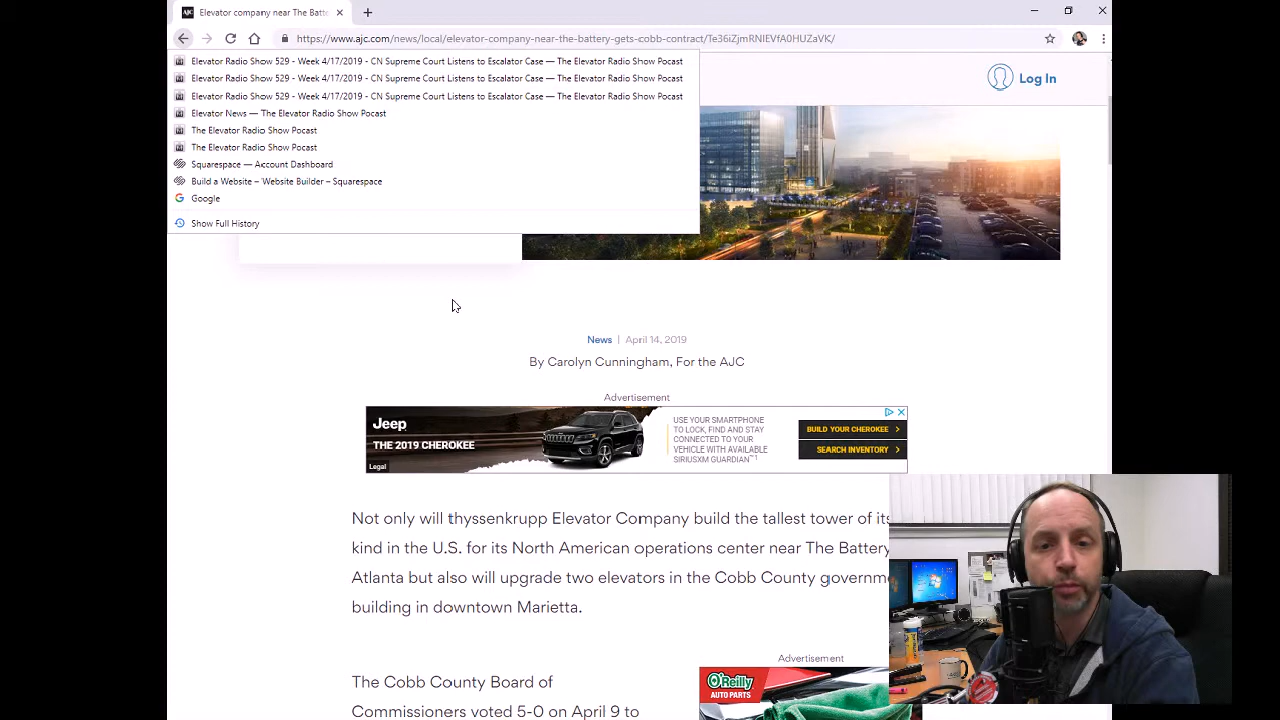 Elevator company near The Batt
https://www.ajc.com/news/local/elevator-company-near-the-battery-gets-cobb-contract/Te36iZjmRNlEVfA0HUZaVK/
Elevator Radio Show 529 - Week 4/17/2019 - CN Supreme Court Listens to Escalator Case — The Elevator Radio Show Pocast
Elevator Radio Show 529 - Week 4/17/2019 - CN Supreme Court Listens to Escalator Case — The Elevator Radio Show Pocast
Elevator Radio Show 529 - Week 4/17/2019 - CN Supreme Court Listens to Escalator Case — The Elevator Radio Show Pocast
Elevator News — The Elevator Radio Show Pocast
The Elevator Radio Show Pocast
The Elevator Radio Show Pocast
Squarespace — Account Dashboard
Build a Website – Website Builder – Squarespace
Google
Show Full History
Log In
News | April 14, 2019
By Carolyn Cunningham, For the AJC
Advertisement
Jeep
THE 2019 CHEROKEE
Legal
USE YOUR SMARTPHONE
TO LOCK, FIND AND STAY
CONNECTED TO YOUR
VEHICLE WITH AVAILABLE
SIRIUSXM GUARDIAN™¹
BUILD YOUR CHEROKEE
SEARCH INVENTORY
Not only will thyssenkrupp Elevator Company build the tallest tower of its
kind in the U.S. for its North American operations center near The Battery
Atlanta but also will upgrade two elevators in the Cobb County governme
building in downtown Marietta.
Advertisement
O'Reilly
AUTO PARTS
The Cobb County Board of
Commissioners voted 5-0 on April 9 to